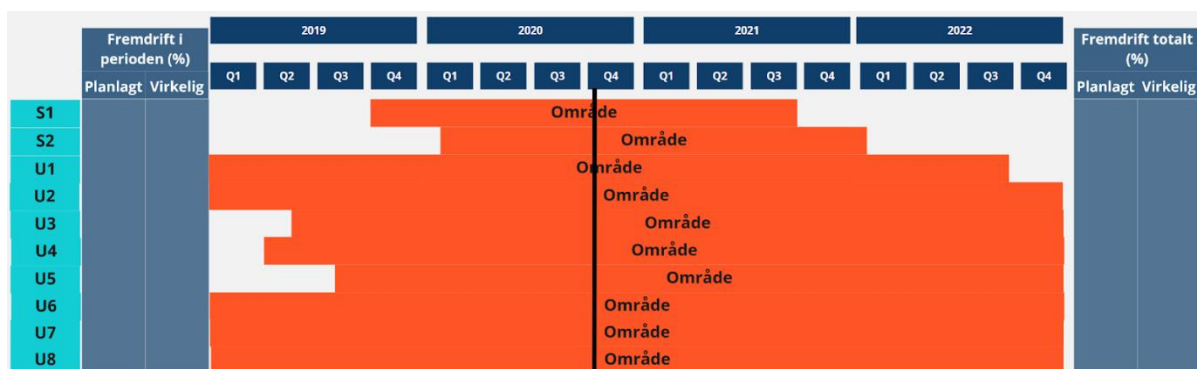 Fremdrift i
perioden (%)
Planlagt Virkelig
2019 2020 2021 2022
Q1 Q2 Q3 Q4 Q1 Q2 Q3 Q4 Q1 Q2 Q3 Q4 Q1 Q2 Q3 Q4
Fremdrift totalt
(%)
Planlagt Virkelig
S1 Område
S2 Område
U1 Område
U2 Område
U3 Område
U4 Område
U5 Område
U6 Område
U7 Område
U8 Område